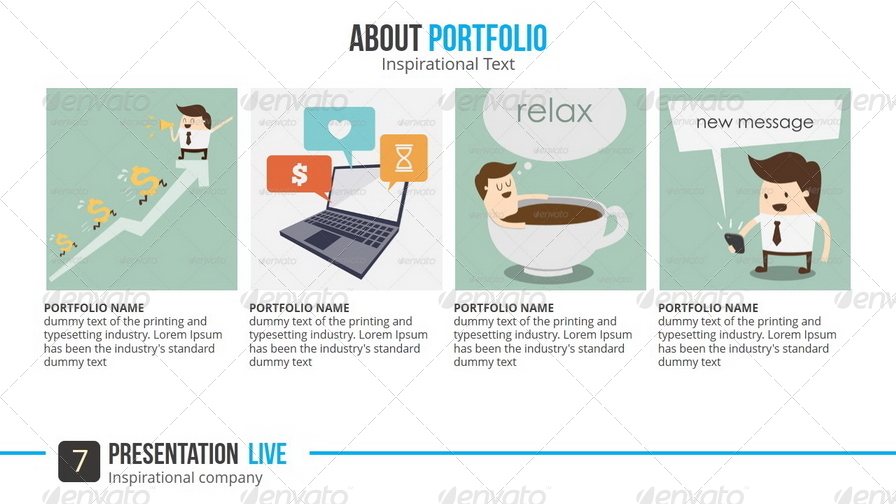 ABOUT PORTFOLIO
Inspirational Text
relax
new message
$
PORTFOLIO NAME
dummy text of the printing and
typesetting industry. Lorem Ipsum
has been the industry's standard
dummy text
PORTFOLIO NAME
dummy text of the printing and
typesetting industry. Lorem Ipsum
has been the industry's standard
dummy text
PORTFOLIO NAME
dummy text of the printing and
typesetting industry. Lorem Ipsum
has been the industry's standard
dummy text
PORTFOLIO NAME
dummy text of the printing and
typesetting industry. Lorem Ipsum
has been the industry's standard
dummy text
7
PRESENTATION LIVE
Inspirational company
envato